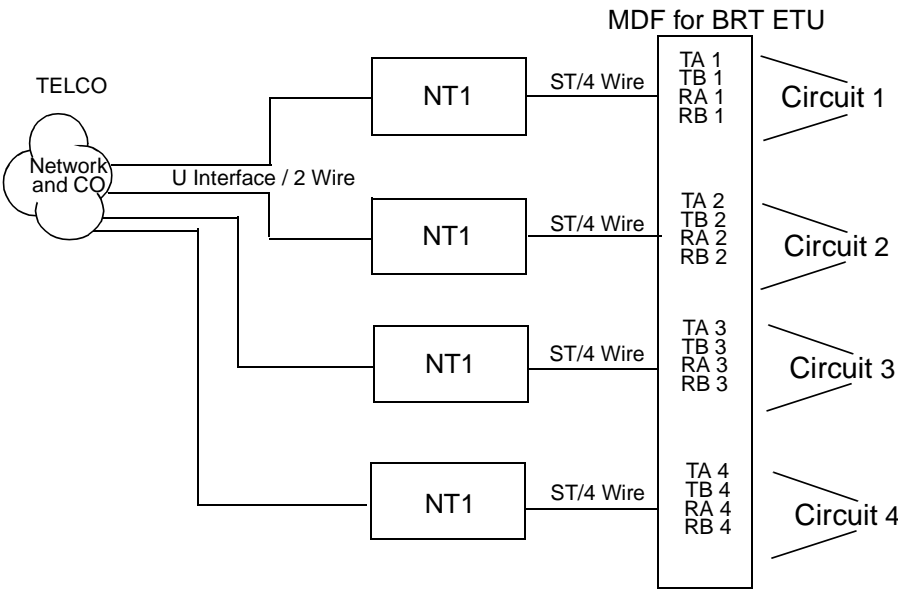 MDF for BRT ETU
TELCO
Network
and CO
U Interface / 2 Wire
NT1
ST/4 Wire
TA 1
TB 1
RA 1
RB 1
Circuit 1
NT1
ST/4 Wire
TA 2
TB 2
RA 2
RB 2
Circuit 2
NT1
ST/4 Wire
TA 3
TB 3
RA 3
RB 3
Circuit 3
NT1
ST/4 Wire
TA 4
TB 4
RA 4
RB 4
Circuit 4